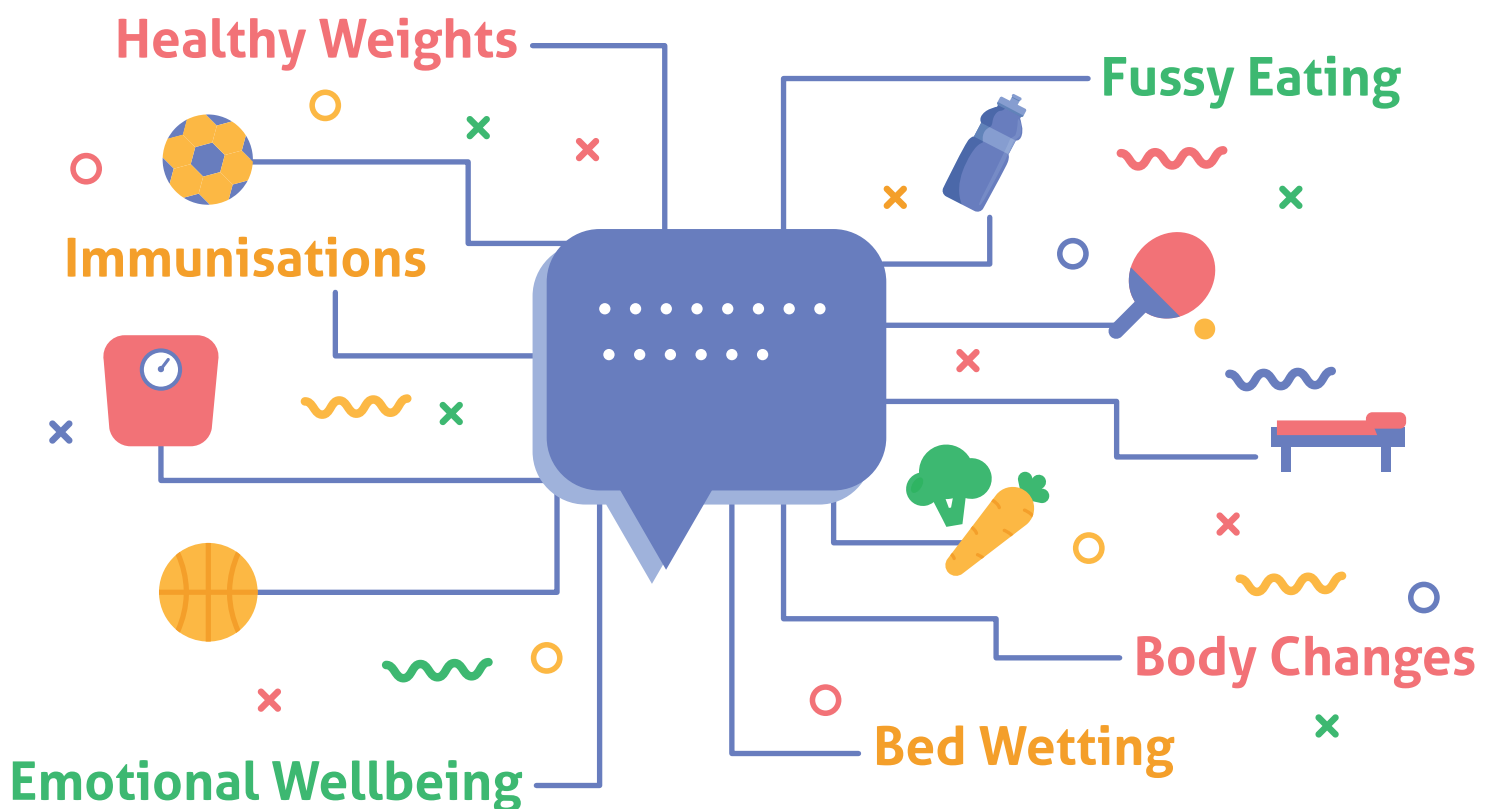 Healthy Weights
Fussy Eating
Immunisations
Body Changes
Bed Wetting
Emotional Wellbeing